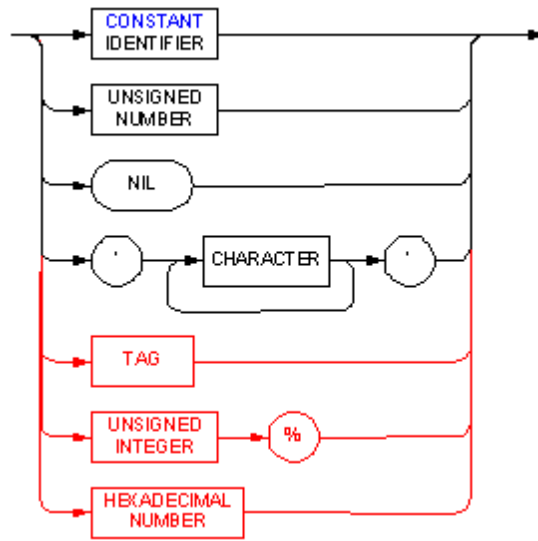 CONSTANT
IDENTIFIER
UNSIGNED
NUMBER
NIL
' CHARACTER '
TAG
UNSIGNED
INTEGER %
HEXADECIMAL
NUMBER